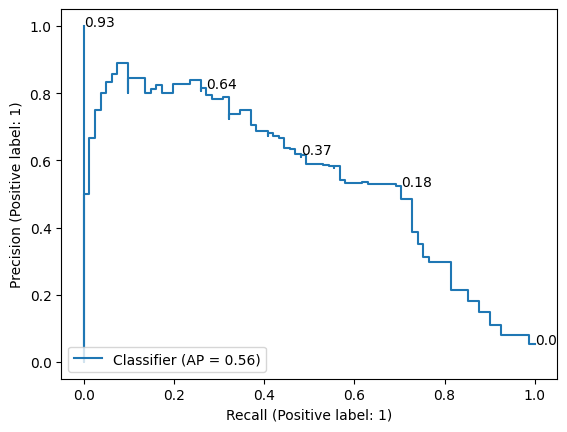 1.0
0.8
0.6
0.4
0.2
0.0
Precision (Positive label: 1)
0.93
0.64
0.37
0.18
0.0
Classifier (AP = 0.56)
0.0 0.2 0.4 0.6 0.8 1.0
Recall (Positive label: 1)